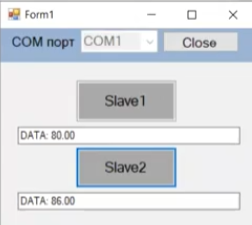 Form1
COM порт COM1 Close
Slave1
DATA: 80.00
Slave2
DATA: 86.00